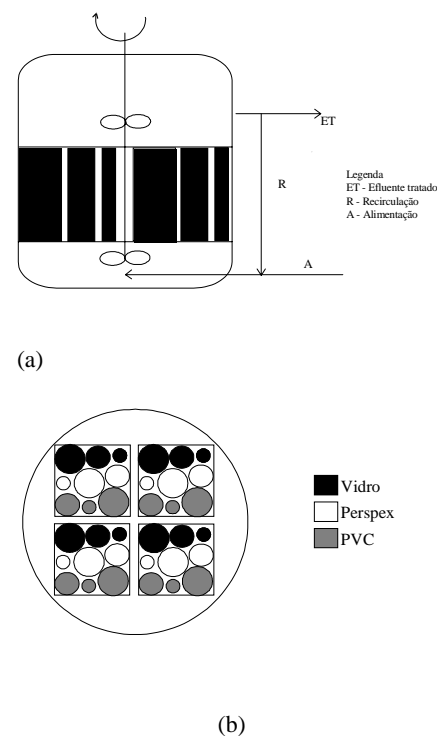 ET
R
Legenda
ET - Efluente tratado
R - Recirculação
A - Alimentação
A
(a)
Vidro
Perspex
PVC
(b)